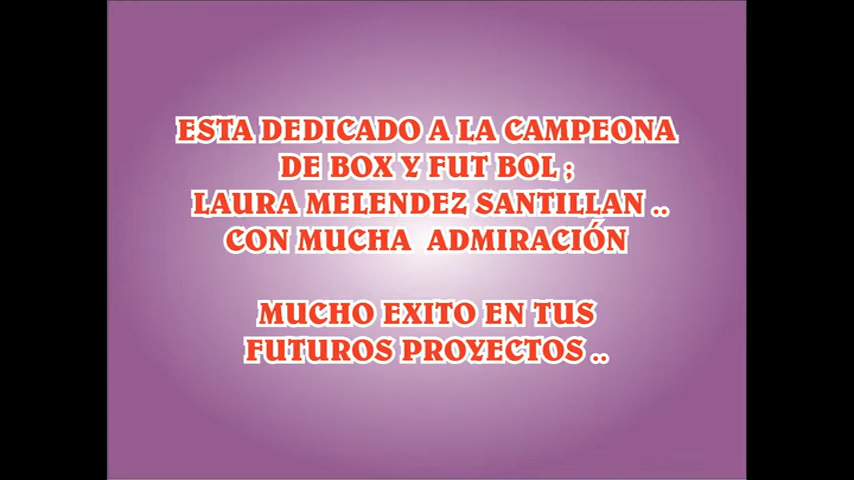 ESTA DEDICADO A LA CAMPEONA
DE BOX Y FUT BOL ;
LAURA MELENDEZ SANTILLAN ..
CON MUCHA ADMIRACIÓN
MUCHO EXITO EN TUS
FUTUROS PROYECTOS ..